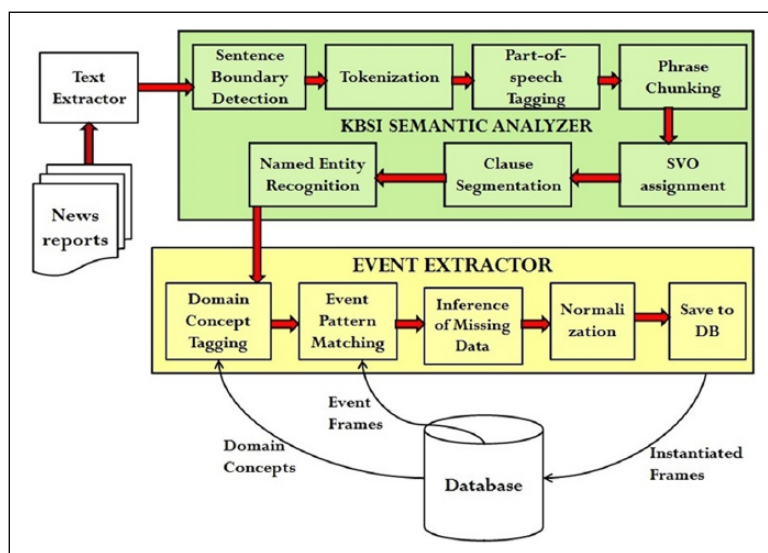 Text
Extractor
News
reports
Sentence
Boundary
Detection
Tokenization
Part-of-
speech
Tagging
Phrase
Chunking
KBSI SEMANTIC ANALYZER
Named Entity
Recognition
Clause
Segmentation
SVO
assignment
EVENT EXTRACTOR
Domain
Concept
Tagging
Event
Pattern
Matching
Inference
of Missing
Data
Normali
zation
Save to
DB
Event
Frames
Domain
Concepts
Database
Instantiated
Frames